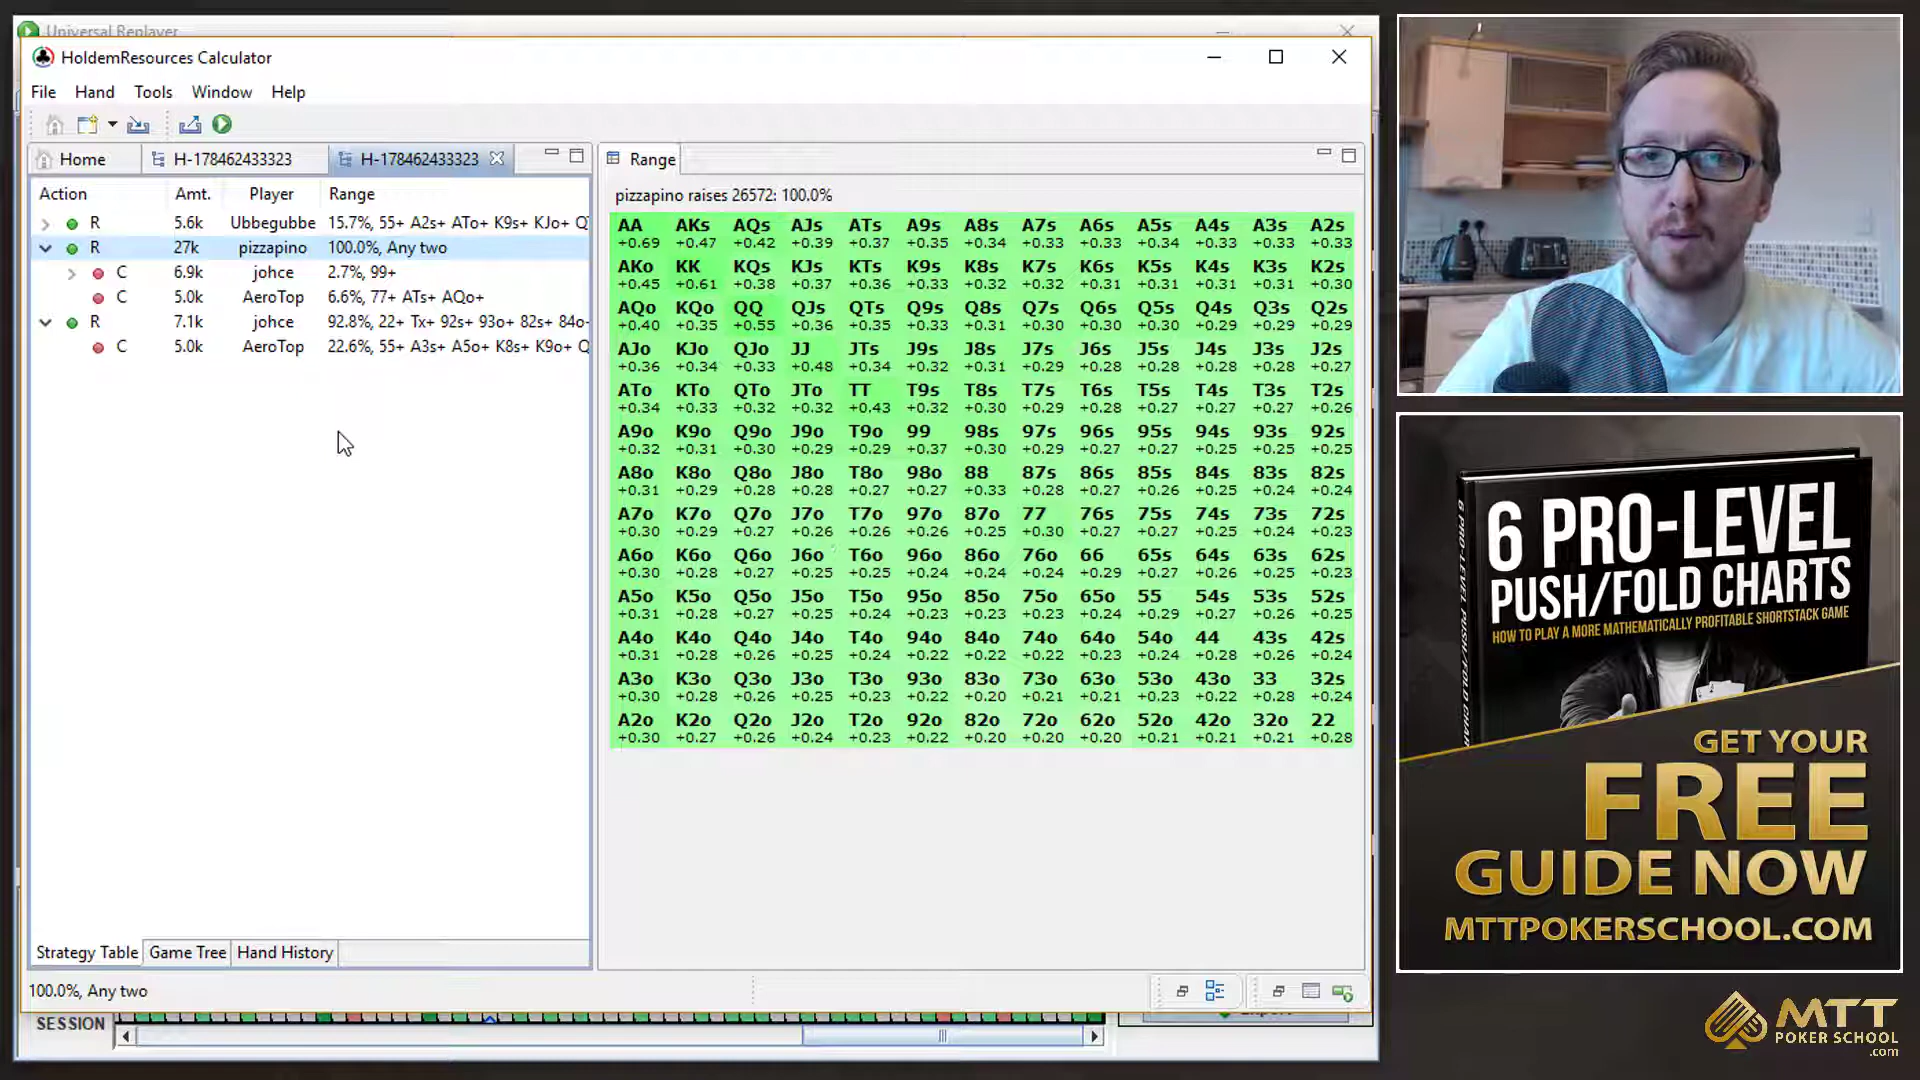 Universal Replayer
HoldemResources Calculator
File Hand Tools Window Help
Home H-178462433323 H-178462433323
Action Amt. Player Range
R 5.6k Ubbegubbe 15.7%, 55+ A2s+ ATo+ K9s+ KJo+ Q
R 27k pizzapino 100.0%, Any two
C 6.9k johce 2.7%, 99+
C 5.0k AeroTop 6.6%, 77+ ATs+ AQo+
R 7.1k johce 92.8%, 22+ Tx+ 92s+ 93o+ 82s+ 84o-
C 5.0k AeroTop 22.6%, 55+ A3s+ A5o+ K8s+ K9o+ Q
Strategy Table Game Tree Hand History
100.0%, Any two
SESSION
Range
pizzapino raises 26572: 100.0%
AA AKs AQs AJs ATs A9s A8s A7s A6s A5s A4s A3s A2s
+0.69 +0.47 +0.42 +0.39 +0.37 +0.35 +0.34 +0.33 +0.33 +0.34 +0.33 +0.33 +0.33
AKo KK KQs KJs KTs K9s K8s K7s K6s K5s K4s K3s K2s
+0.45 +0.61 +0.38 +0.37 +0.36 +0.33 +0.32 +0.32 +0.31 +0.31 +0.31 +0.31 +0.30
AQo KQo QQ QJs QTs Q9s Q8s Q7s Q6s Q5s Q4s Q3s Q2s
+0.40 +0.35 +0.55 +0.36 +0.35 +0.33 +0.31 +0.30 +0.30 +0.30 +0.29 +0.29 +0.29
AJo KJo QJo JJ JTs J9s J8s J7s J6s J5s J4s J3s J2s
+0.36 +0.34 +0.33 +0.48 +0.34 +0.32 +0.31 +0.29 +0.28 +0.28 +0.28 +0.28 +0.27
ATo KTo QTo JTo TT T9s T8s T7s T6s T5s T4s T3s T2s
+0.34 +0.33 +0.32 +0.32 +0.43 +0.32 +0.30 +0.29 +0.28 +0.27 +0.27 +0.27 +0.26
A9o K9o Q9o J9o T9o 99 98s 97s 96s 95s 94s 93s 92s
+0.32 +0.31 +0.30 +0.29 +0.29 +0.37 +0.30 +0.29 +0.27 +0.27 +0.25 +0.25 +0.25
A8o K8o Q8o J8o T8o 98o 88 87s 86s 85s 84s 83s 82s
+0.31 +0.29 +0.28 +0.28 +0.27 +0.27 +0.33 +0.28 +0.27 +0.26 +0.25 +0.24 +0.24
A7o K7o Q7o J7o T7o 97o 87o 77 76s 75s 74s 73s 72s
+0.30 +0.29 +0.27 +0.26 +0.26 +0.26 +0.25 +0.30 +0.27 +0.27 +0.25 +0.24 +0.23
A6o K6o Q6o J6o T6o 96o 86o 76o 66 65s 64s 63s 62s
+0.30 +0.28 +0.27 +0.25 +0.25 +0.24 +0.24 +0.24 +0.29 +0.27 +0.26 +0.25 +0.23
A5o K5o Q5o J5o T5o 95o 85o 75o 65o 55 54s 53s 52s
+0.31 +0.28 +0.27 +0.25 +0.24 +0.23 +0.23 +0.23 +0.24 +0.29 +0.27 +0.26 +0.25
A4o K4o Q4o J4o T4o 94o 84o 74o 64o 54o 44 43s 42s
+0.31 +0.28 +0.26 +0.25 +0.24 +0.22 +0.22 +0.22 +0.23 +0.24 +0.28 +0.26 +0.24
A3o K3o Q3o J3o T3o 93o 83o 73o 63o 53o 43o 33 32s
+0.30 +0.28 +0.26 +0.25 +0.23 +0.22 +0.20 +0.21 +0.21 +0.23 +0.22 +0.28 +0.24
A2o K2o Q2o J2o T2o 92o 82o 72o 62o 52o 42o 32o 22
+0.30 +0.27 +0.26 +0.24 +0.23 +0.22 +0.20 +0.20 +0.20 +0.21 +0.21 +0.21 +0.28
6 PRO-LEVEL
PUSH/FOLD CHARTS
HOW TO PLAY A MORE MATHEMATICALLY PROFITABLE SHORTSTACK GAME
GET YOUR
FREE
GUIDE NOW
MTTPOKERSCHOOL.COM
MTT
POKER SCHOOL
.com